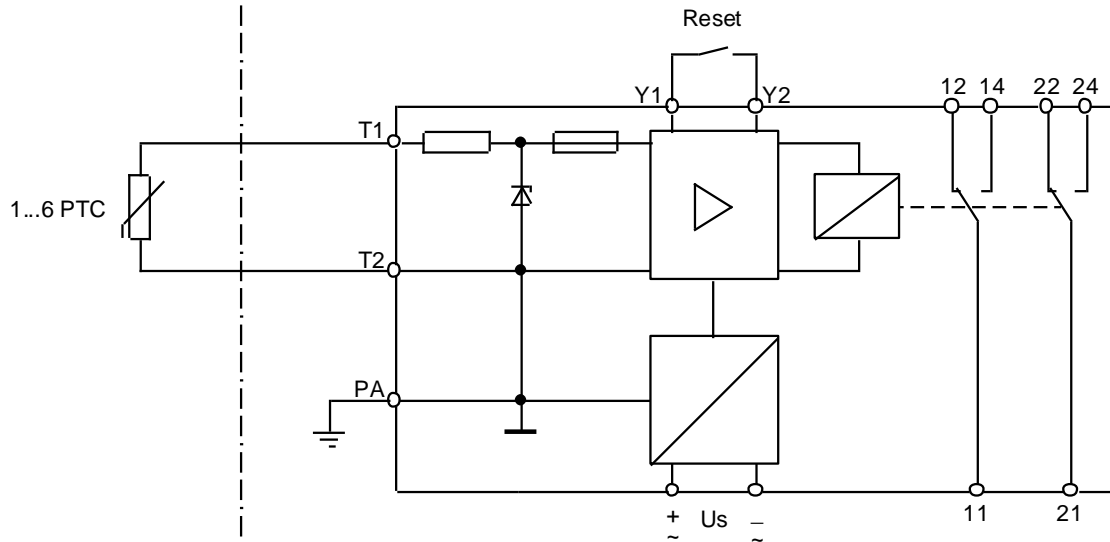 Reset
Y1 Y2 12 14 22 24
T1
1...6 PTC
T2
PA
+ Us –
~ ~
11 21